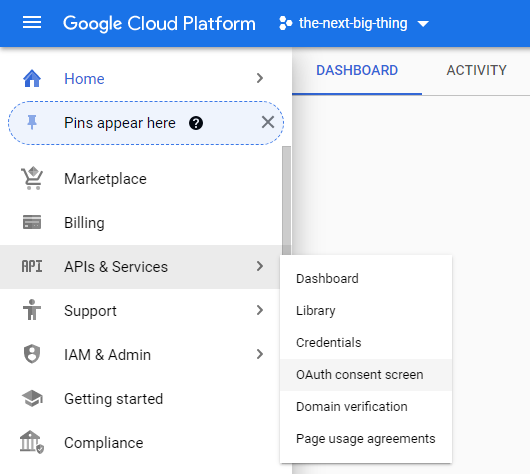 Google Cloud Platform the-next-big-thing
DASHBOARD ACTIVITY
Home
Pins appear here ?
Marketplace
Billing
API APIs & Services
Support
IAM & Admin
Getting started
Compliance
Dashboard
Library
Credentials
OAuth consent screen
Domain verification
Page usage agreements